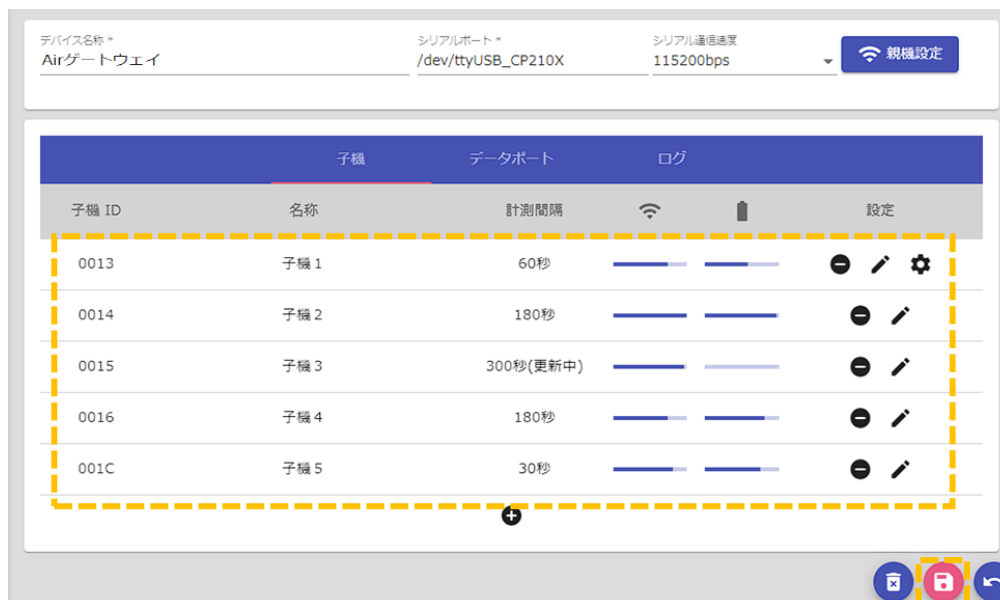 デバイス名称 * シリアルポート * シリアル通信速度
Airゲートウェイ /dev/ttyUSB_CP210X 115200bps 親機設定
子機 データポート ログ
子機 ID 名称 計測間隔 設定
0013 子機1 60秒
0014 子機2 180秒
0015 子機3 300秒(更新中)
0016 子機4 180秒
001C 子機5 30秒